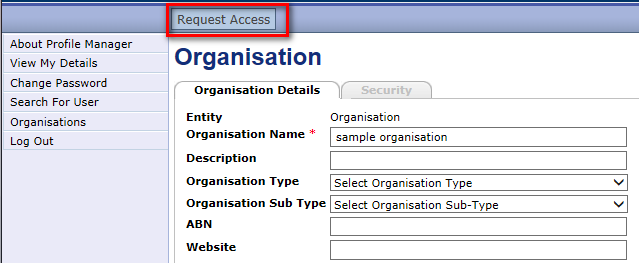 Request Access
About Profile Manager
View My Details
Change Password
Search For User
Organisations
Log Out
Organisation
Organisation Details Security
Entity Organisation
Organisation Name * sample organisation
Description
Organisation Type Select Organisation Type
Organisation Sub Type Select Organisation Sub-Type
ABN
Website